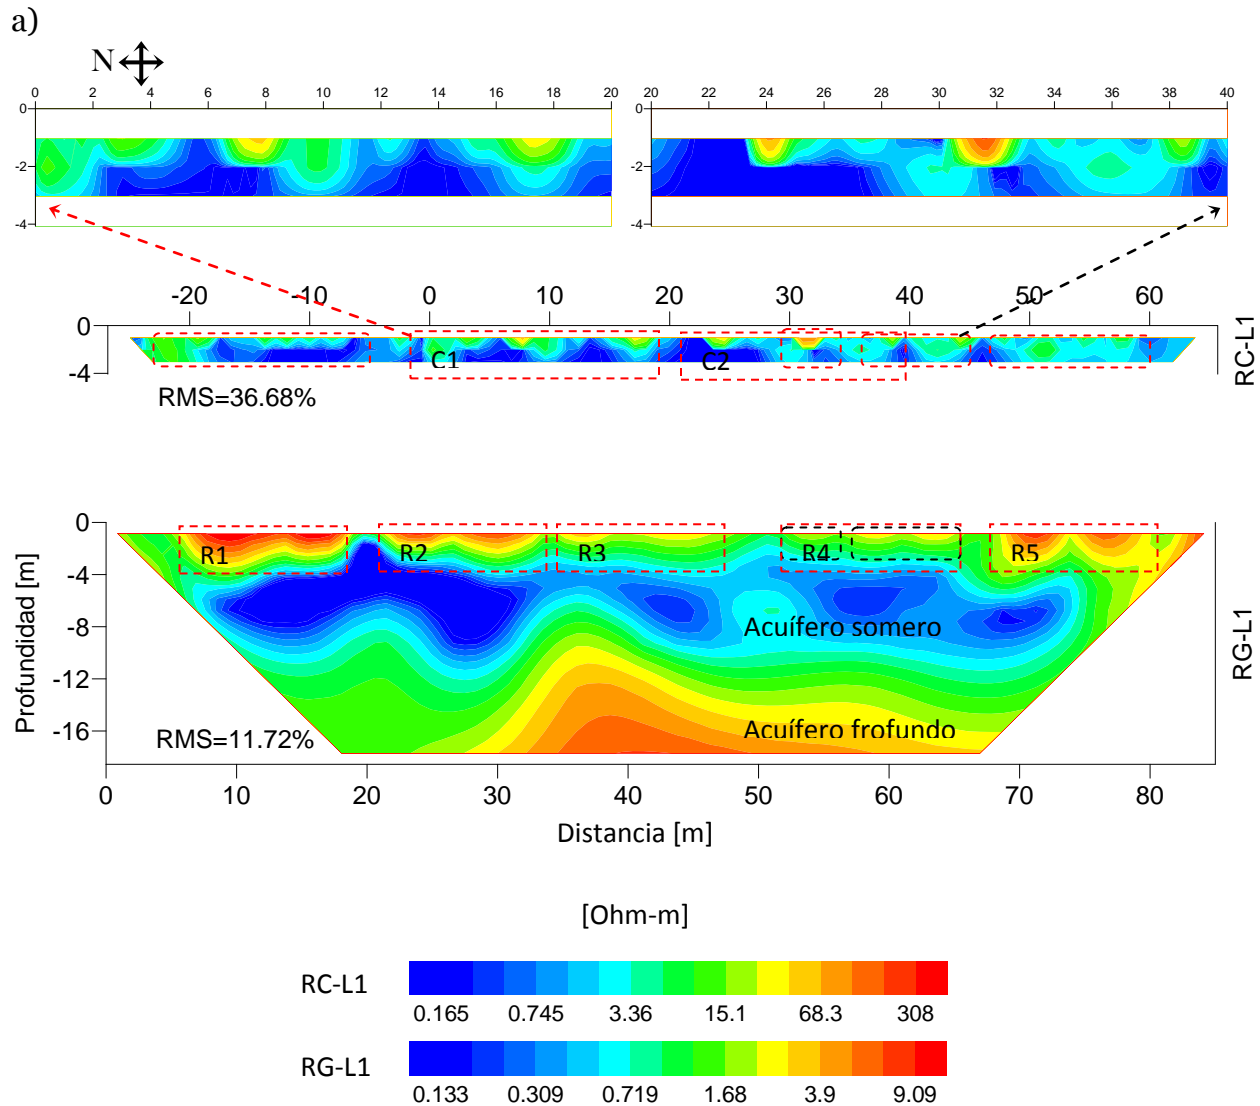 a)
N
0 2 4 6 8 10 12 14 16 18 20
20 22 24 26 28 30 32 34 36 38 40
0
-2
-4
0
-2
-4
-20 -10 0 10 20 30 40 50 60
0
-4
C1 C2
RC-L1
RMS=36.68%
0
-4
-8
-12
-16
Profundidad [m]
R1 R2 R3 R4 R5
Acuífero somero
Acuífero frofundo
RMS=11.72%
RG-L1
0 10 20 30 40 50 60 70 80
Distancia [m]
[Ohm-m]
RC-L1
0.165 0.745 3.36 15.1 68.3 308
RG-L1
0.133 0.309 0.719 1.68 3.9 9.09